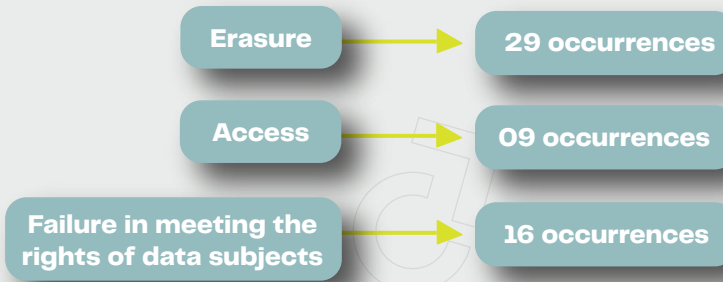 Erasure
29 occurrences
Access
09 occurrences
Failure in meeting the
rights of data subjects
16 occurrences